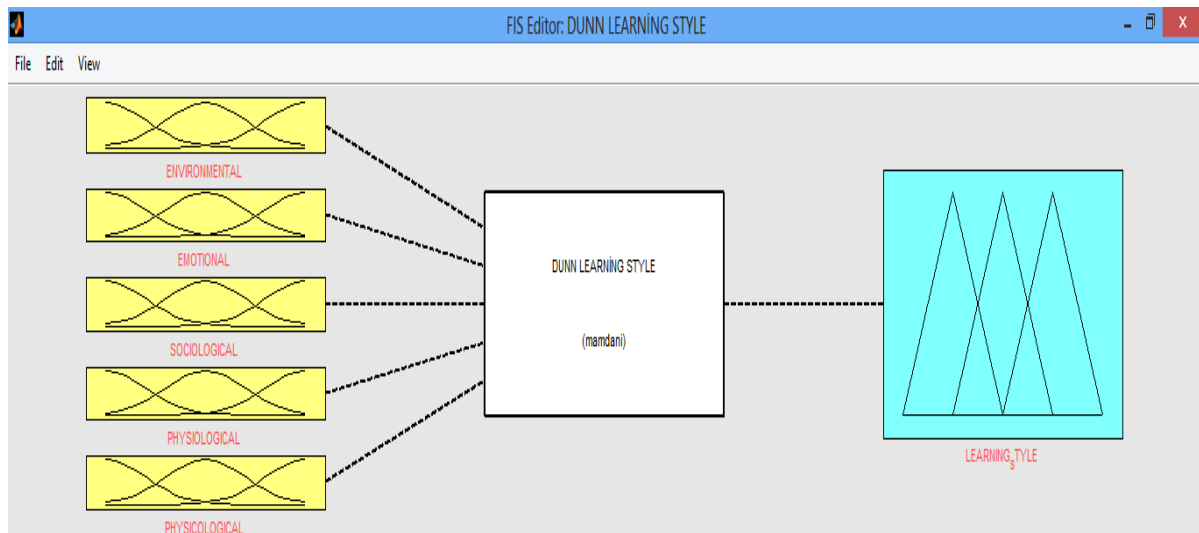 FIS Editor: DUNN LEARNİNG STYLE
File Edit View
ENVIRONMENTAL
EMOTIONAL
SOCIOLOGICAL
PHYSIOLOGICAL
PHYSICOLOGICAL
DUNN LEARNİNG STYLE
(mamdani)
LEARNING_STYLE